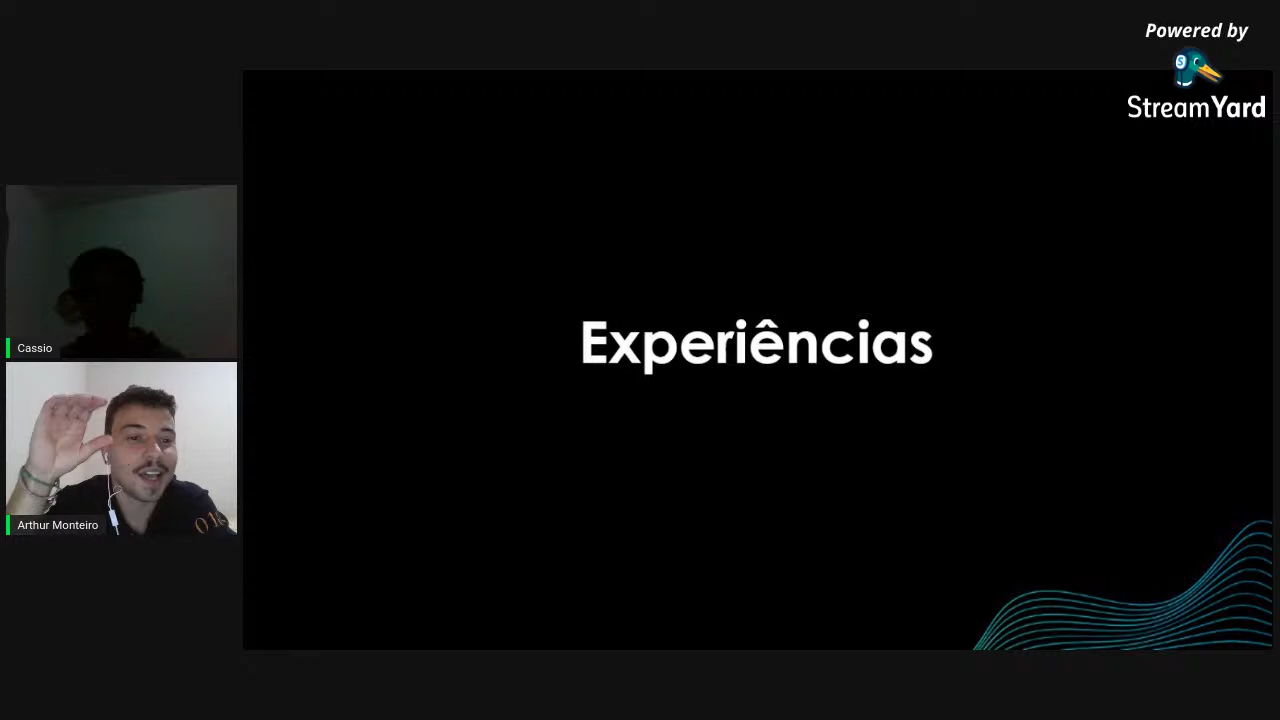 Powered by
StreamYard
Experiências
Cassio
Arthur Monteiro